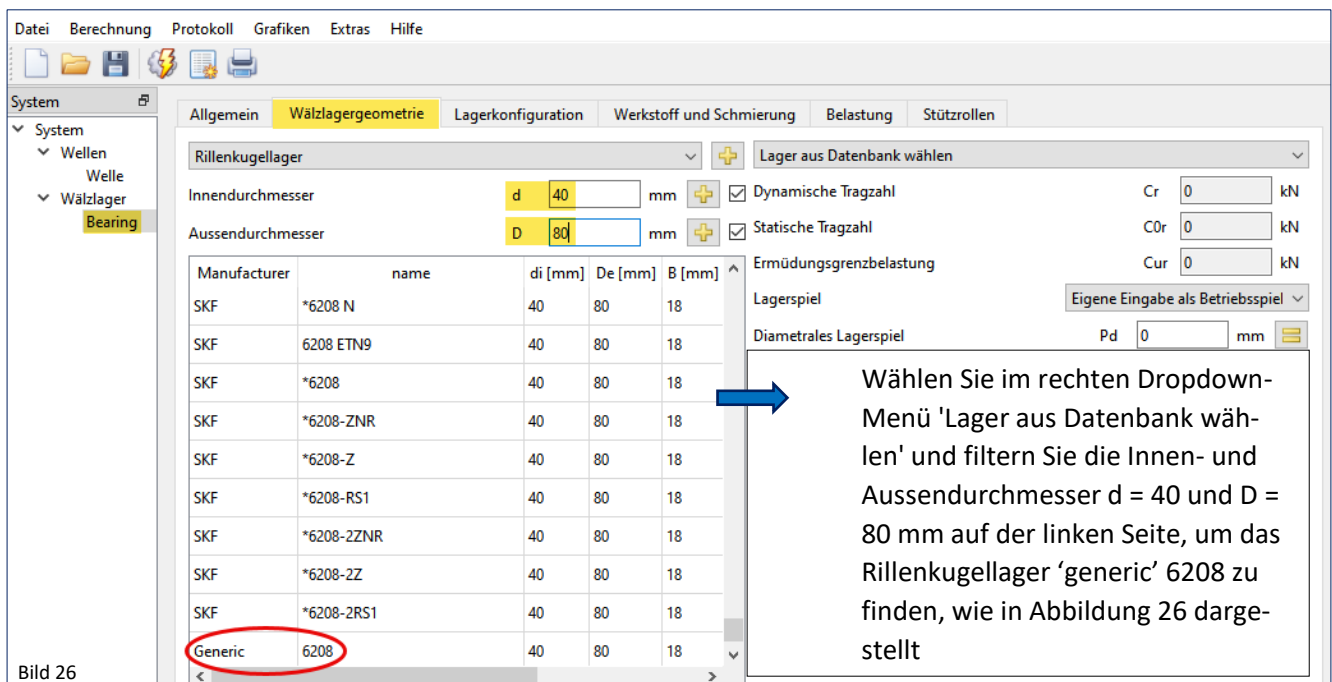 Datei Berechnung Protokoll Grafiken Extras Hilfe
System
System
Wellen
Welle
Wälzlager
Bearing
Allgemein Wälzlagergeometrie Lagerkonfiguration Werkstoff und Schmierung Belastung Stützrollen
Rillenkugellager
Innendurchmesser d 40 mm
Aussendurchmesser D 80 mm
Manufacturer name di [mm] De [mm] B [mm]
SKF *6208 N 40 80 18
SKF 6208 ETN9 40 80 18
SKF *6208 40 80 18
SKF *6208-ZNR 40 80 18
SKF *6208-Z 40 80 18
SKF *6208-RS1 40 80 18
SKF *6208-2ZNR 40 80 18
SKF *6208-2Z 40 80 18
SKF *6208-2RS1 40 80 18
Generic 6208 40 80 18
Lager aus Datenbank wählen
Dynamische Tragzahl Cr 0 kN
Statische Tragzahl C0r 0 kN
Ermüdungsgrenzbelastung Cur 0 kN
Lagerspiel Eigene Eingabe als Betriebsspiel
Diametrales Lagerspiel Pd 0 mm
Wählen Sie im rechten Dropdown-
Menü 'Lager aus Datenbank wäh-
len' und filtern Sie die Innen- und
Aussendurchmesser d = 40 und D =
80 mm auf der linken Seite, um das
Rillenkugellager ‘generic’ 6208 zu
finden, wie in Abbildung 26 darge-
stellt
Bild 26